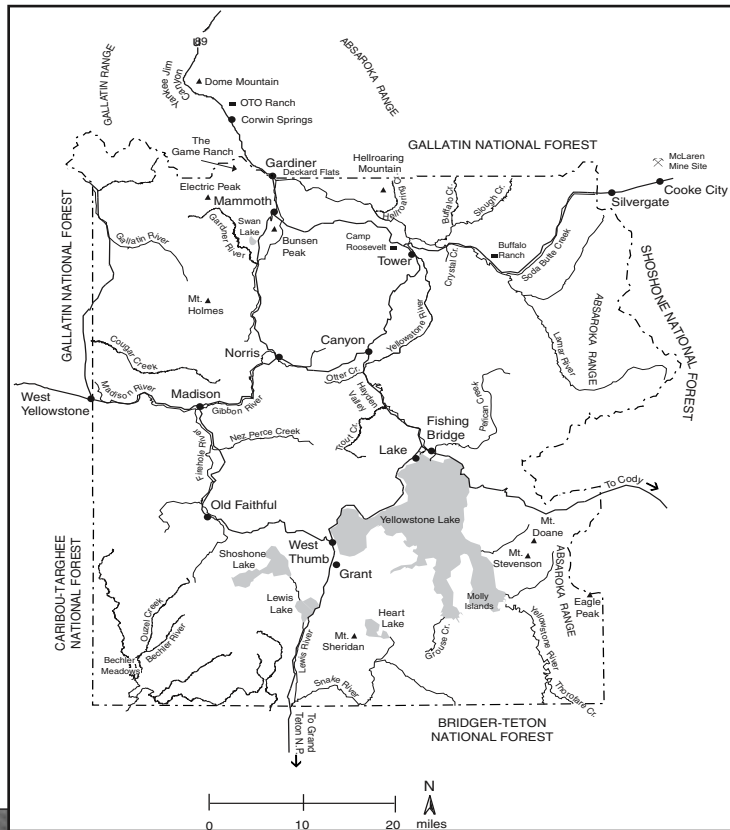 89
GALLATIN RANGE
Yankee Jim
Canyon
Dome Mountain
ABSAROKA
RANGE
OTO Ranch
Corwin Springs
The
Game Ranch
GALLATIN NATIONAL FOREST
McLaren
Mine Site
Gardiner
Deckard Flats
Hellroaring
Mountain
Cooke City
Silvergate
Electric Peak
Mammoth
Hellroaring Cr.
Buffalo Cr.
Slough Cr.
Gardner
River
Swan
Lake
Bunsen
Peak
Camp
Roosevelt
Tower
Crystal Cr.
Buffalo
Ranch
Soda Butte Creek
Gallatin River
GALLATIN NATIONAL FOREST
Mt.
Holmes
SHOSHONE NATIONAL FOREST
ABSAROKA RANGE
Lamar River
Yellowstone River
Norris
Canyon
Cougar Creek
Otter Cr.
Madison River
West
Yellowstone
Madison
Gibbon River
Hayden
Valley
Pelican Creek
Trout Cr.
Fishing
Bridge
Nez Perce Creek
Firehole River
Lake
To Cody
Old Faithful
Yellowstone Lake
Mt.
Doane
West
Thumb
Mt.
Stevenson
Grant
Shoshone
Lake
ABSAROKA RANGE
CARIBOU-TARGHEE
NATIONAL FOREST
Lewis
Lake
Molly
Islands
Eagle
Peak
Ouzel Creek
Bechler River
Heart
Lake
Mt.
Sheridan
Grouse Cr.
Lewis River
Yellowstone
River
Bechler
Meadows
Snake River
Thorofare Cr.
To Grand
Teton N.P.
BRIDGER-TETON
NATIONAL FOREST
N
0 10 20
miles